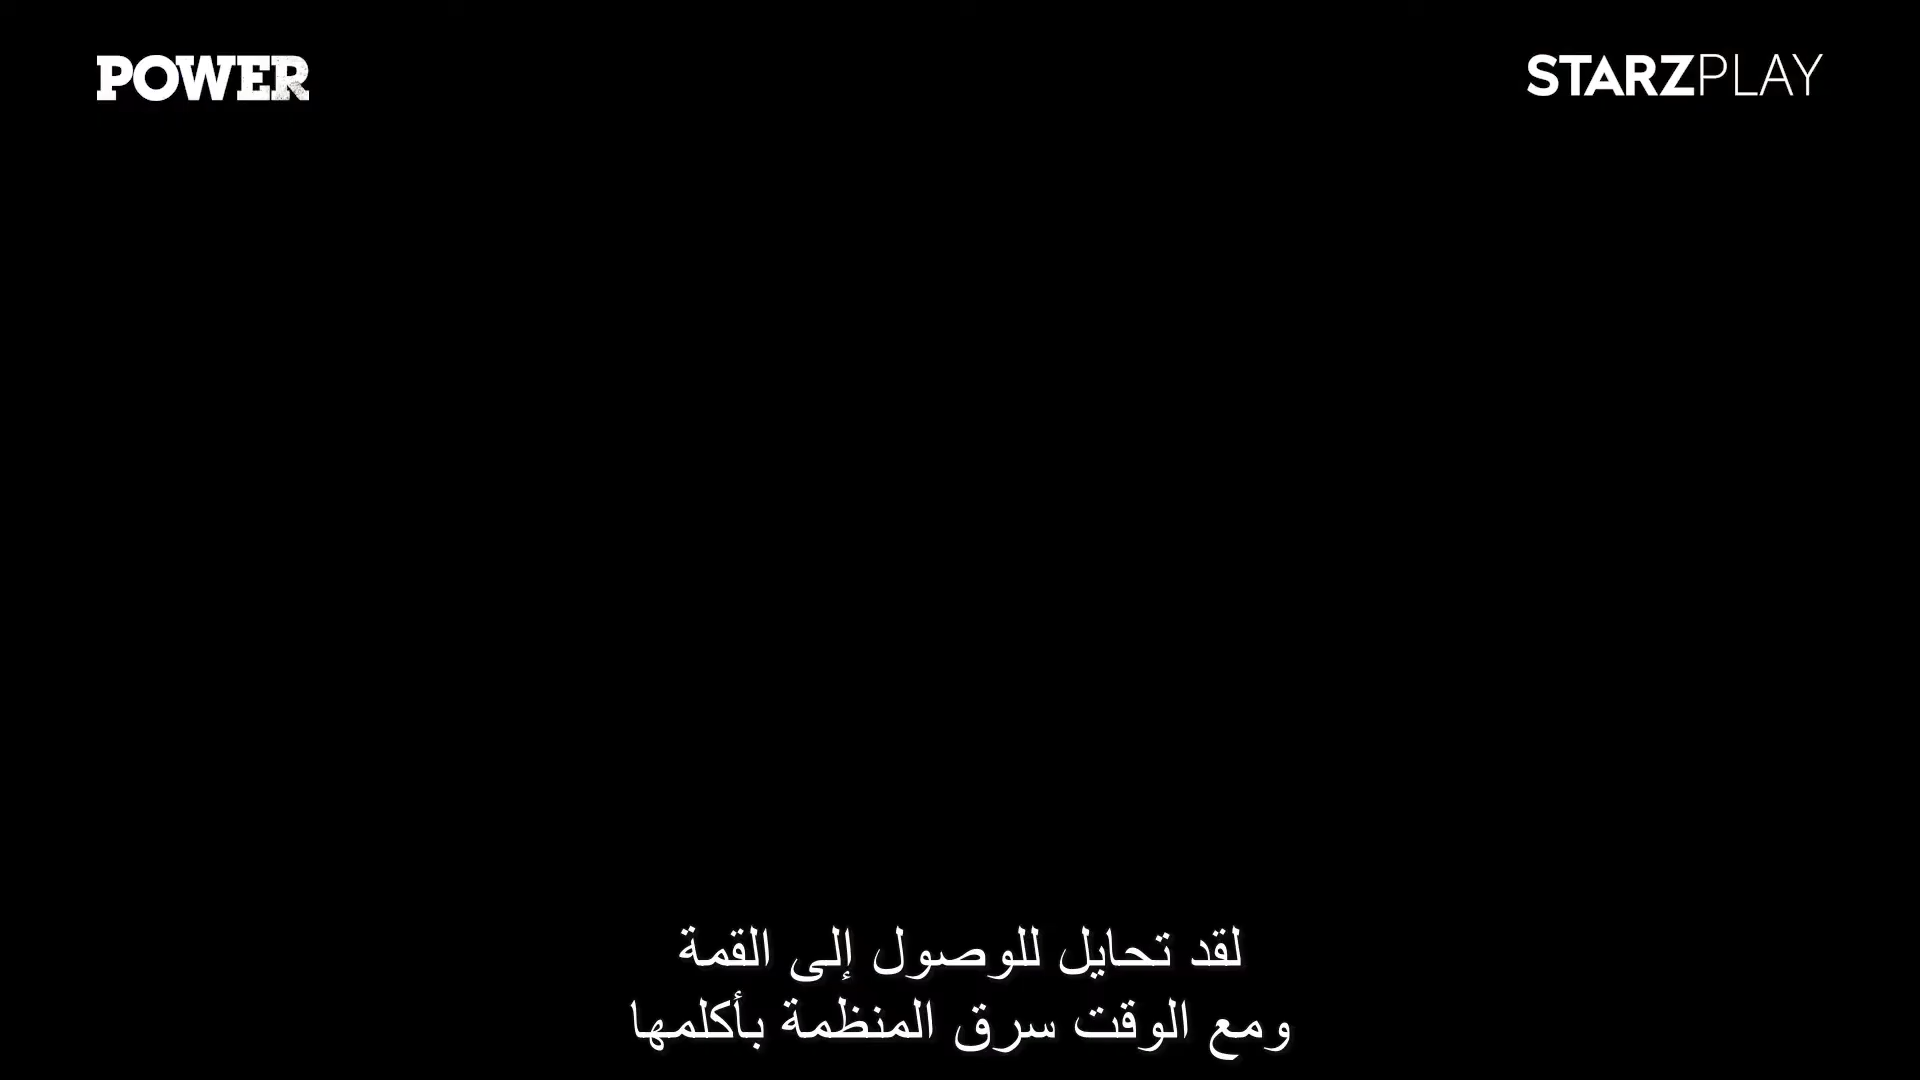 POWER
STARZPLAY
لقد تحايل للوصول إلى القمة
ومع الوقت سرق المنظمة بأكلمها